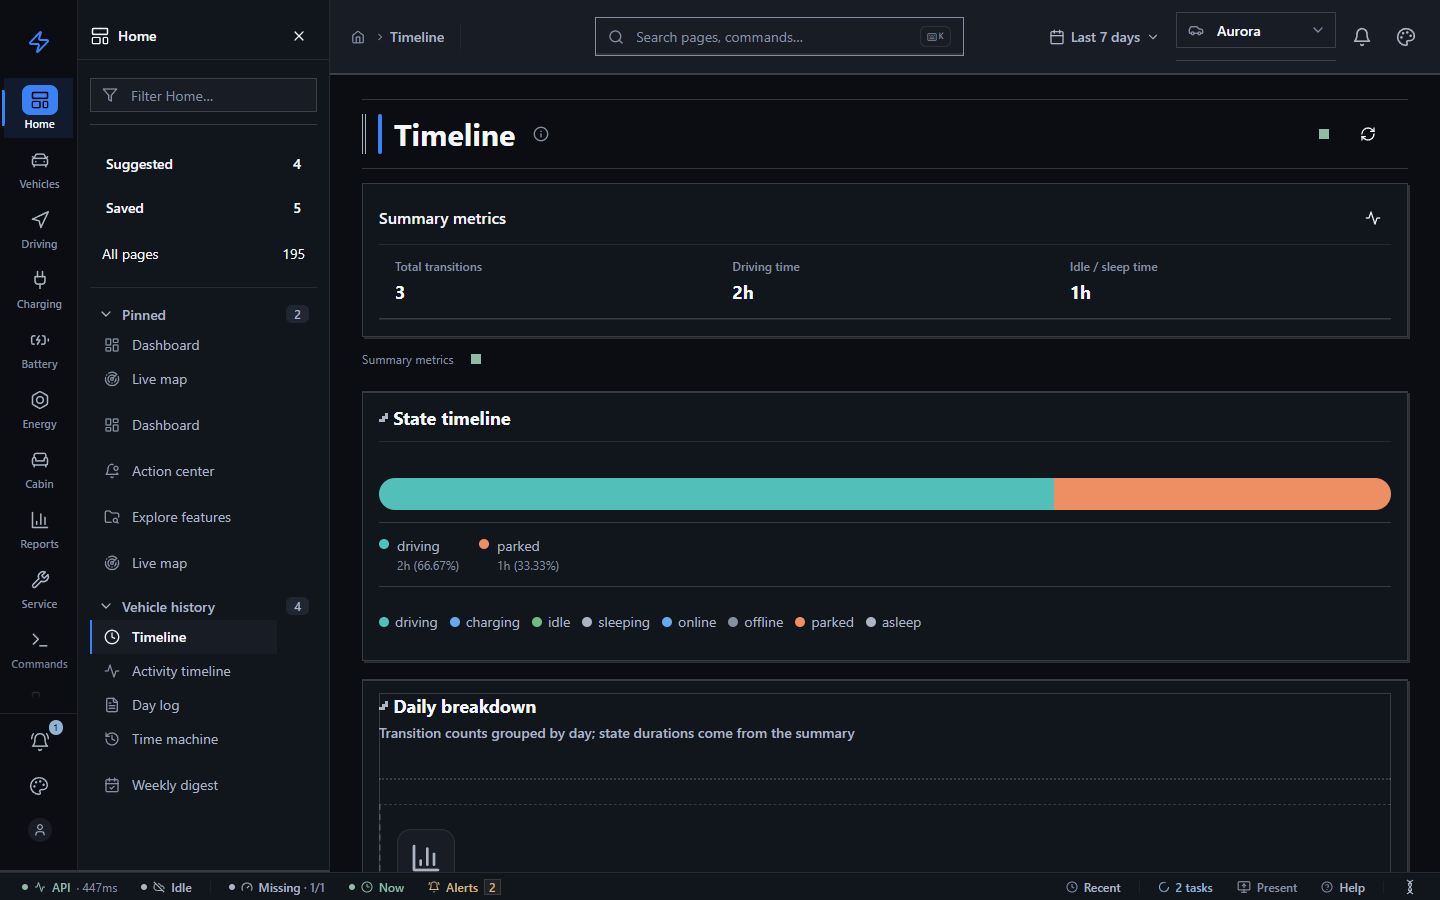 Home
Vehicles
Driving
Charging
Battery
Energy
Cabin
Reports
Service
Commands
1
Home
Filter Home...
Suggested 4
Saved 5
All pages 195
Pinned 2
Dashboard
Live map
Dashboard
Action center
Explore features
Live map
Vehicle history 4
Timeline
Activity timeline
Day log
Time machine
Weekly digest
Timeline
Search pages, commands...
K
Last 7 days
Aurora
Timeline
Summary metrics
Total transitions Driving time Idle / sleep time
3 2h 1h
Summary metrics
State timeline
driving parked
2h (66.67%) 1h (33.33%)
driving charging idle sleeping online offline parked asleep
Daily breakdown
Transition counts grouped by day; state durations come from the summary
API · 447ms Idle Missing · 1/1 Now Alerts 2 Recent 2 tasks Present Help